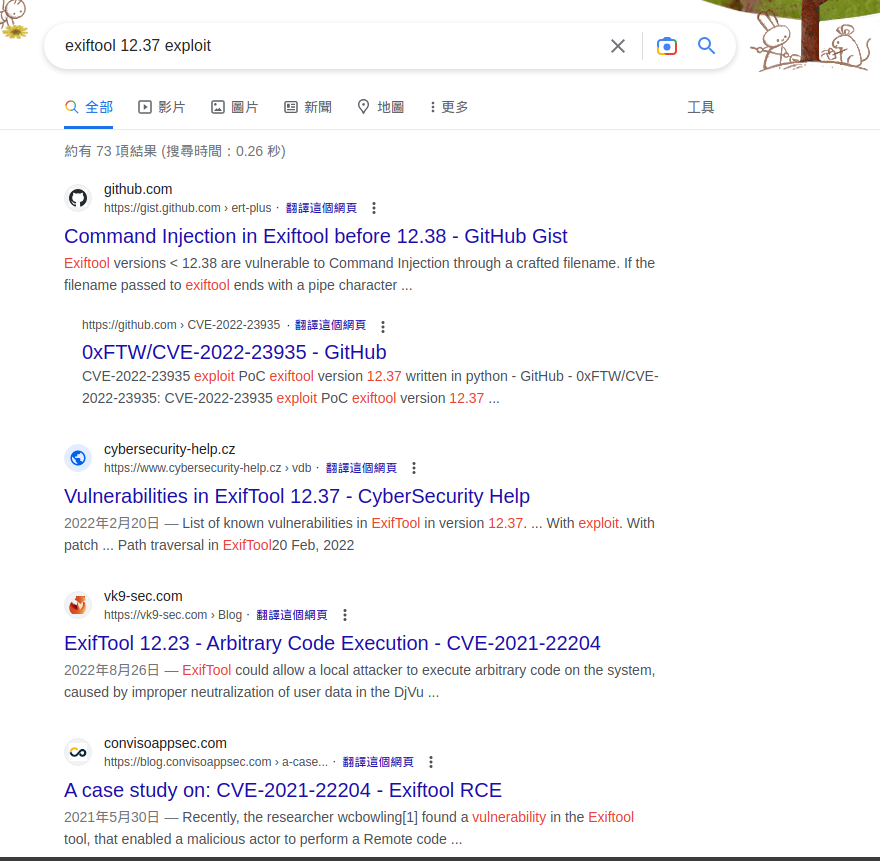 exiftool 12.37 exploit
全部 影片 圖片 新聞 地圖 更多 工具
約有 73 項結果 (搜尋時間：0.26 秒)
github.com
https://gist.github.com › ert-plus · 翻譯這個網頁
Command Injection in Exiftool before 12.38 - GitHub Gist
Exiftool versions < 12.38 are vulnerable to Command Injection through a crafted filename. If the
filename passed to exiftool ends with a pipe character ...
https://github.com › CVE-2022-23935 · 翻譯這個網頁
0xFTW/CVE-2022-23935 - GitHub
CVE-2022-23935 exploit PoC exiftool version 12.37 written in python - GitHub - 0xFTW/CVE-
2022-23935: CVE-2022-23935 exploit PoC exiftool version 12.37 ...
cybersecurity-help.cz
https://www.cybersecurity-help.cz › vdb · 翻譯這個網頁
Vulnerabilities in ExifTool 12.37 - CyberSecurity Help
2022年2月20日 — List of known vulnerabilities in ExifTool in version 12.37. ... With exploit. With
patch ... Path traversal in ExifTool20 Feb, 2022
vk9-sec.com
https://vk9-sec.com › Blog · 翻譯這個網頁
ExifTool 12.23 - Arbitrary Code Execution - CVE-2021-22204
2022年8月26日 — ExifTool could allow a local attacker to execute arbitrary code on the system,
caused by improper neutralization of user data in the DjVu ...
convisoappsec.com
https://blog.convisoappsec.com › a-case... · 翻譯這個網頁
A case study on: CVE-2021-22204 - Exiftool RCE
2021年5月30日 — Recently, the researcher wcbowling[1] found a vulnerability in the Exiftool
tool, that enabled a malicious actor to perform a Remote code ...